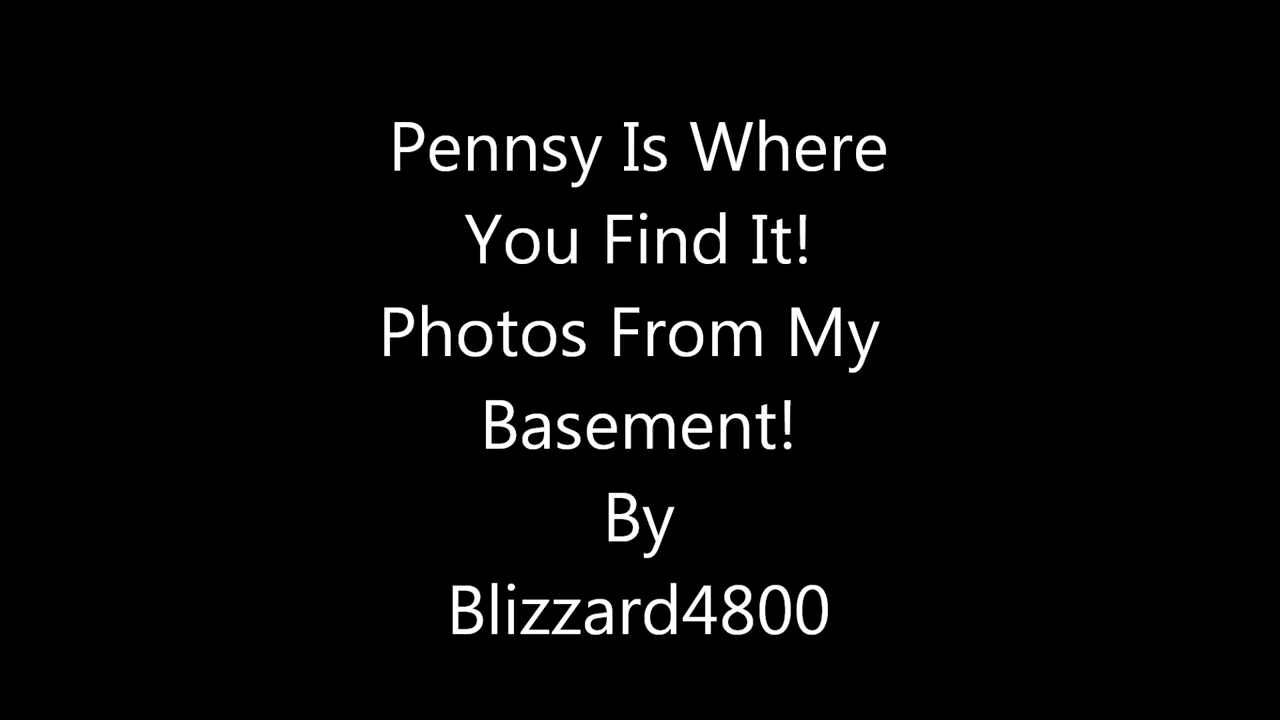 Pennsy Is Where
You Find It!
Photos From My
Basement!
By
Blizzard4800